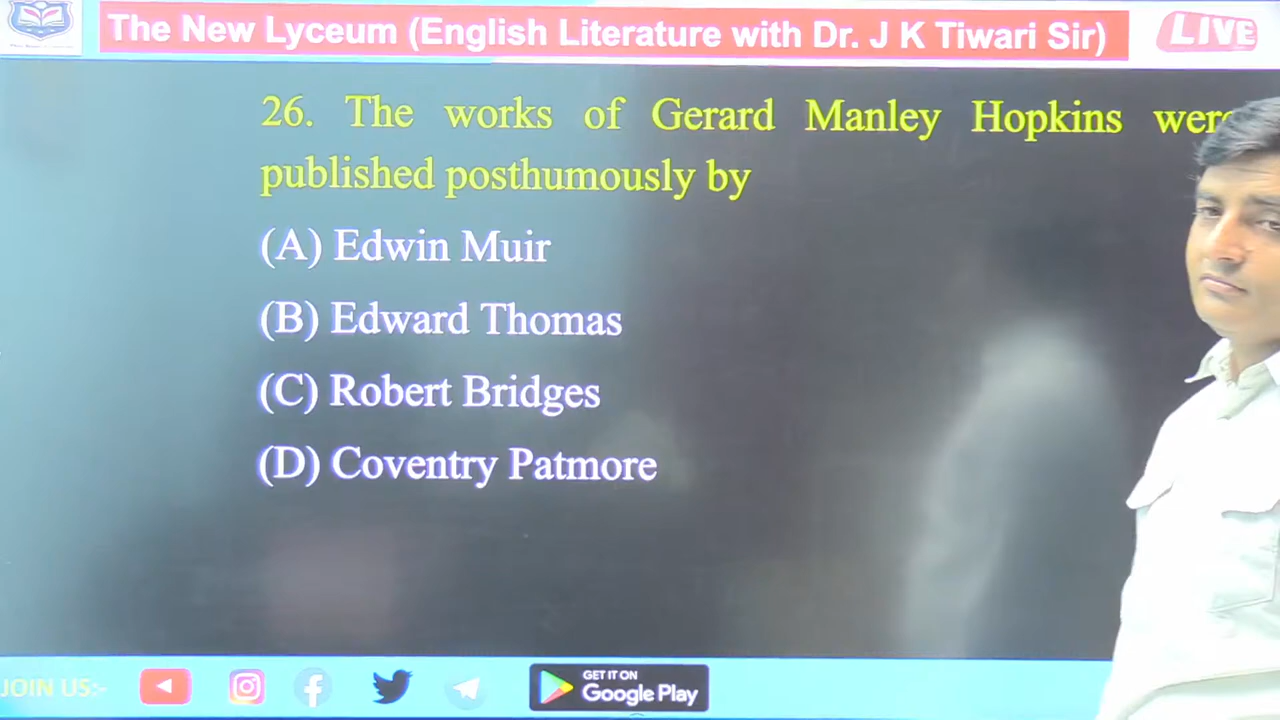 The New Lyceum (English Literature with Dr. J K Tiwari Sir)
LIVE
26. The works of Gerard Manley Hopkins were
published posthumously by
(A) Edwin Muir
(B) Edward Thomas
(C) Robert Bridges
(D) Coventry Patmore
JOIN US:-
GET IT ON
Google Play